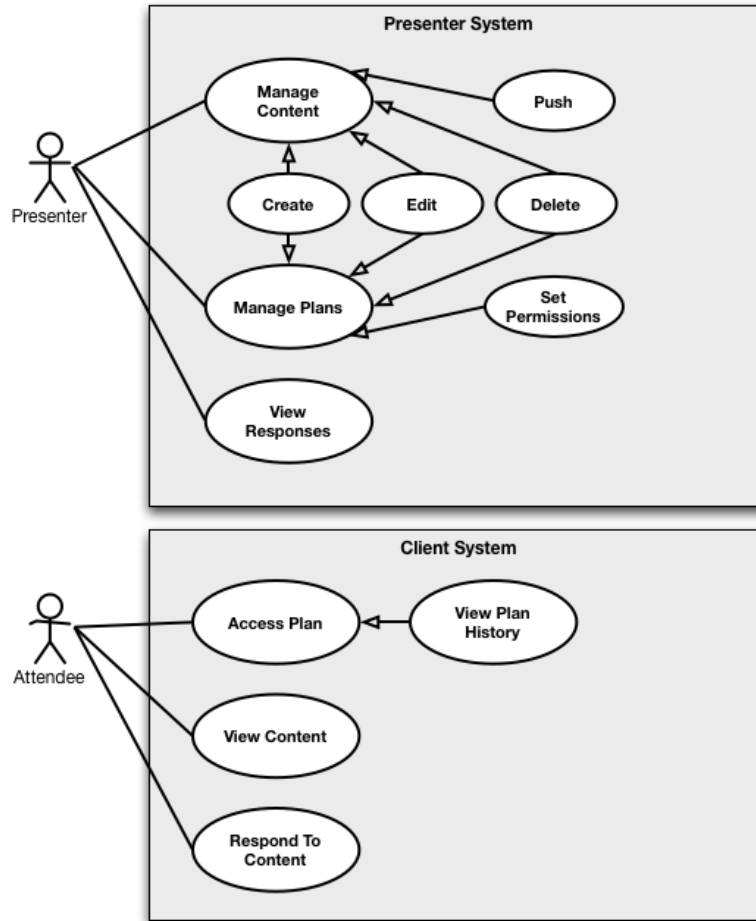 Presenter System
Manage
Content
Push
Presenter
Create
Edit
Delete
Manage Plans
Set
Permissions
View
Responses
Client System
Access Plan
View Plan
History
Attendee
View Content
Respond To
Content